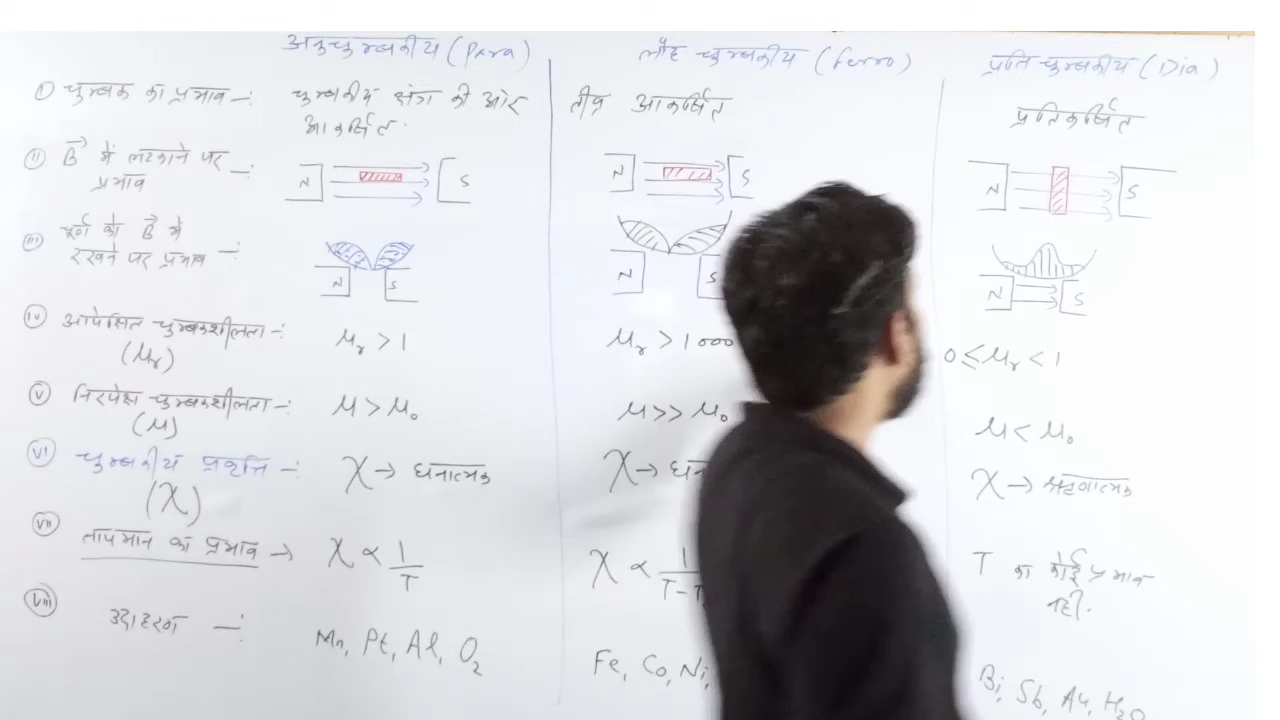 अनुचुम्बकीय (Para) लौह चुम्बकीय (Ferro) प्रति चुम्बकीय (Dia)
(I) चुम्बक का प्रभाव -: चुम्बकीय क्षेत्र की ओर आकर्षित. तीव्र आकर्षित प्रतिकर्षित
(II) B⃗ में लटकाने पर प्रभाव -: N S N S N S
(III) चूर्ण को B⃗ में रखने पर प्रभाव -: N S N S N S
(IV) आपेक्षित चुम्बकशीलता -: (μr) μr > 1 μr > 1000 0 ≤ μr < 1
(V) निरपेक्ष चुम्बकशीलता -: (μ) μ > μ₀ μ >> μ₀ μ < μ₀
(VI) चुम्बकीय प्रवृत्ति -: (χ) χ → धनात्मक χ → χ → ऋणात्मक
(VII) तापमान का प्रभाव → χ ∝ 1/T χ ∝ 1/T-T T का कोई प्रभाव नहीं.
(VIII) उदाहरण -: Mn, Pt, Al, O₂ Fe, Co, Ni, Bi, Sb, Au, H₂O